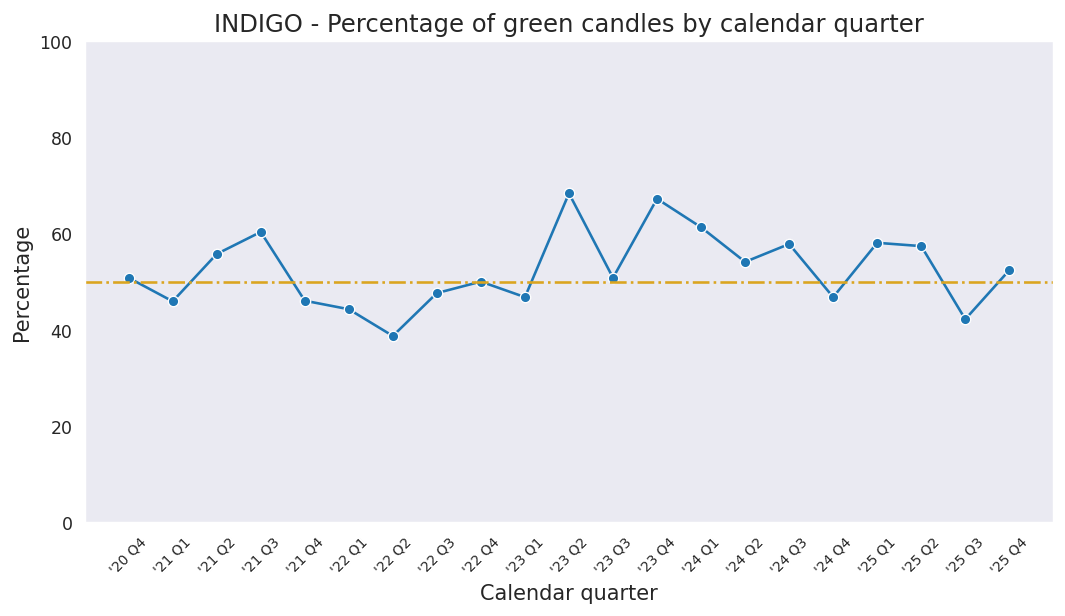 INDIGO - Percentage of green candles by calendar quarter
100
80
60
40
20
0
Percentage
'20 Q4
'21 Q1
'21 Q2
'21 Q3
'21 Q4
'22 Q1
'22 Q2
'22 Q3
'22 Q4
'23 Q1
'23 Q2
'23 Q3
'23 Q4
'24 Q1
'24 Q2
'24 Q3
'24 Q4
'25 Q1
'25 Q2
'25 Q3
'25 Q4
Calendar quarter